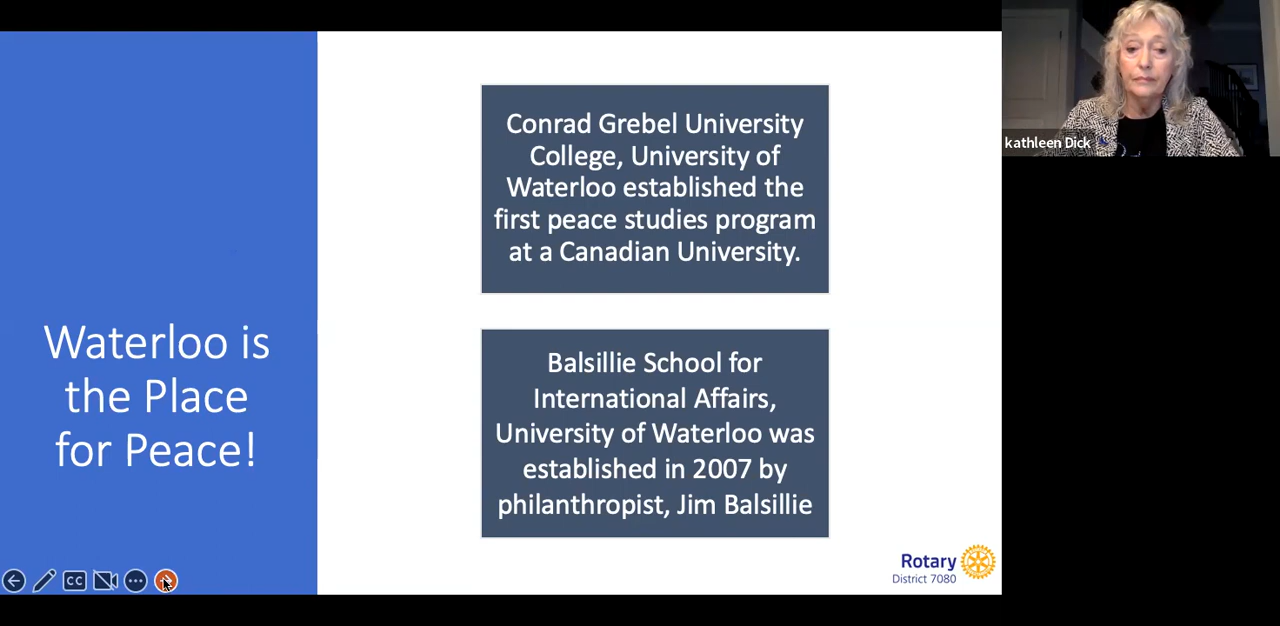 Waterloo is
the Place
for Peace!
Conrad Grebel University
College, University of
Waterloo established the
first peace studies program
at a Canadian University.
Balsillie School for
International Affairs,
University of Waterloo was
established in 2007 by
philanthropist, Jim Balsillie
Rotary
District 7080
CC
kathleen Dick